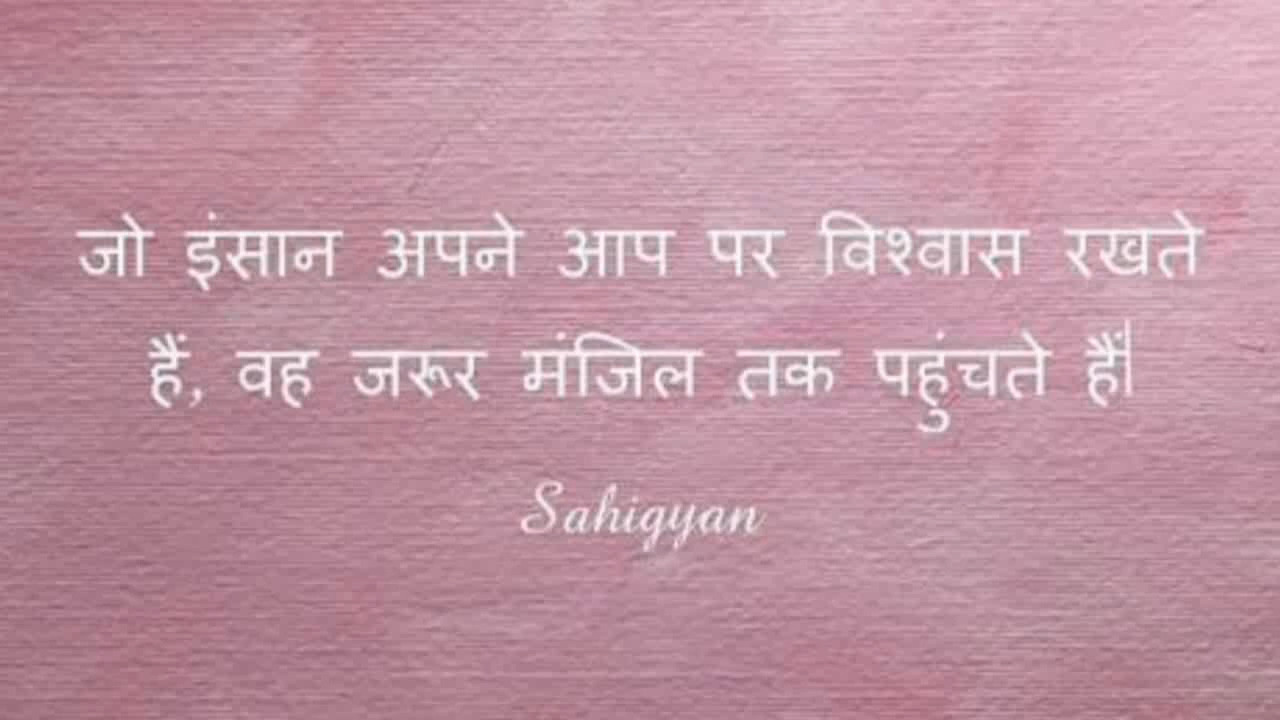 जो इंसान अपने आप पर विश्वास रखते
हैं, वह जरूर मंजिल तक पहुंचते हैं|
Sahigyan